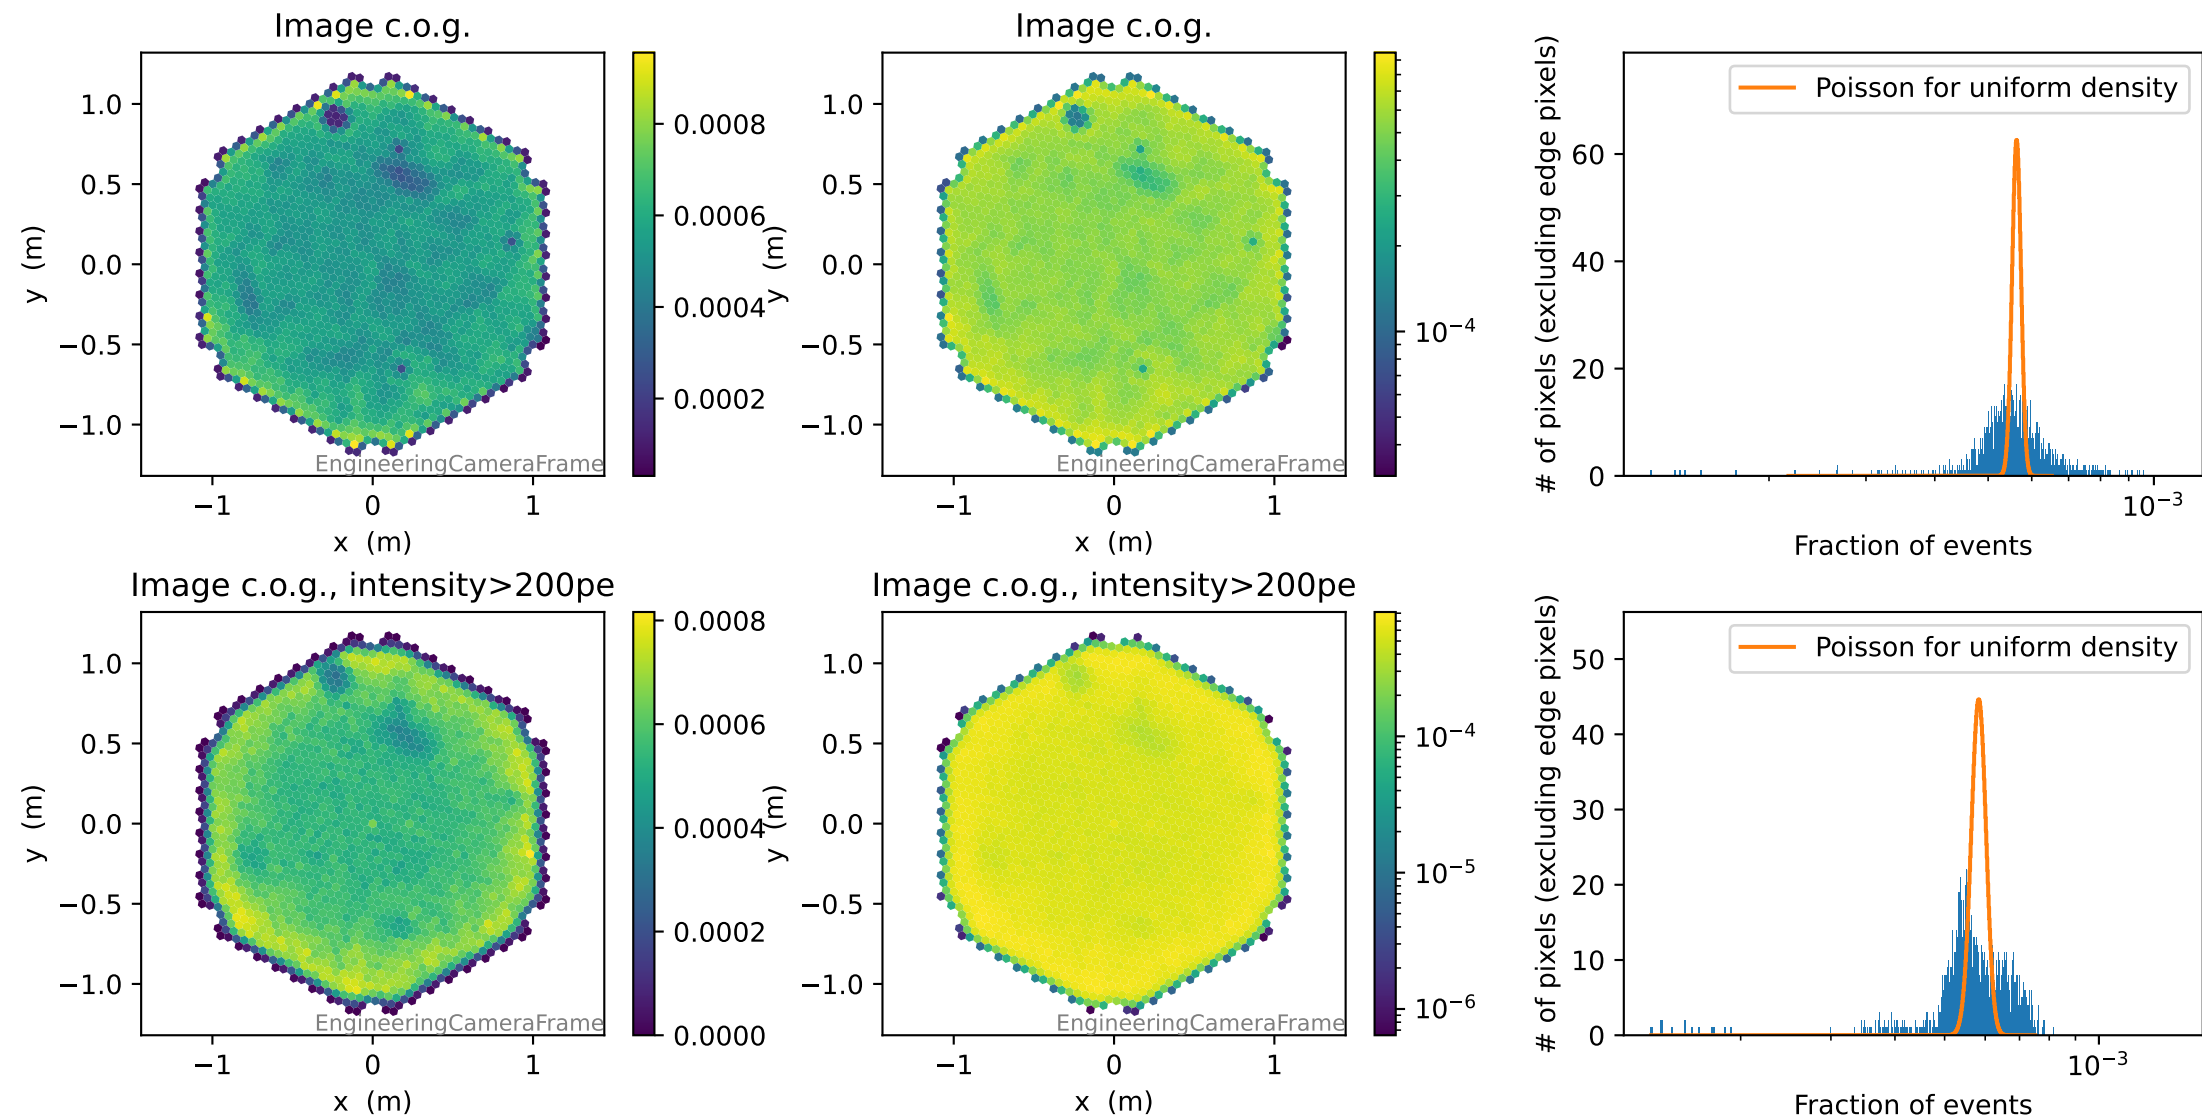 Image c.o.g.
1.0
0.5
0.0
−0.5
−1.0
y (m)
−1
0
1
x (m)
EngineeringCameraFrame
0.0008
0.0006
0.0004
0.0002
Image c.o.g.
1.0
0.5
0.0
−0.5
−1.0
y (m)
−1
0
1
x (m)
EngineeringCameraFrame
10⁻⁴
# of pixels (excluding edge pixels)
60
40
20
0
Poisson for uniform density
10⁻³
Fraction of events
Image c.o.g., intensity>200pe
1.0
0.5
0.0
−0.5
−1.0
y (m)
−1
0
1
x (m)
EngineeringCameraFrame
0.0008
0.0006
0.0004
0.0002
0.0000
Image c.o.g., intensity>200pe
1.0
0.5
0.0
−0.5
−1.0
y (m)
−1
0
1
x (m)
EngineeringCameraFrame
10⁻⁴
10⁻⁵
10⁻⁶
# of pixels (excluding edge pixels)
50
40
30
20
10
0
Poisson for uniform density
10⁻³
Fraction of events